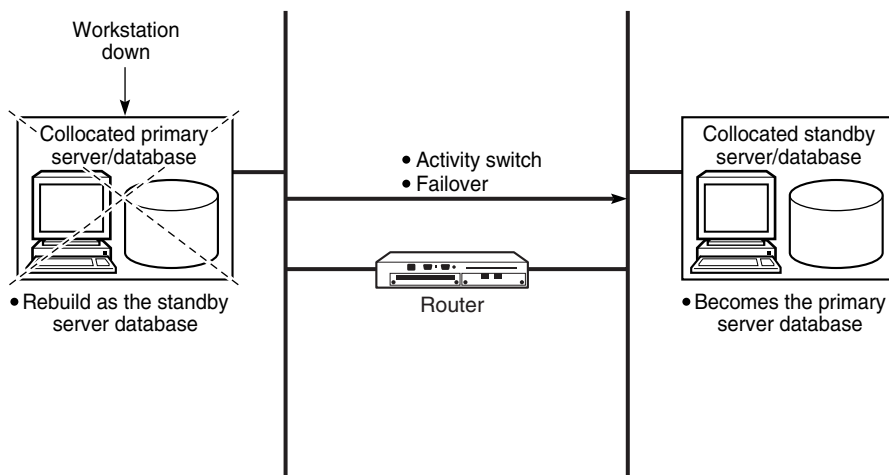 Workstation
down
Collocated primary
server/database
• Rebuild as the standby
server database
• Activity switch
• Failover
Router
Collocated standby
server/database
• Becomes the primary
server database